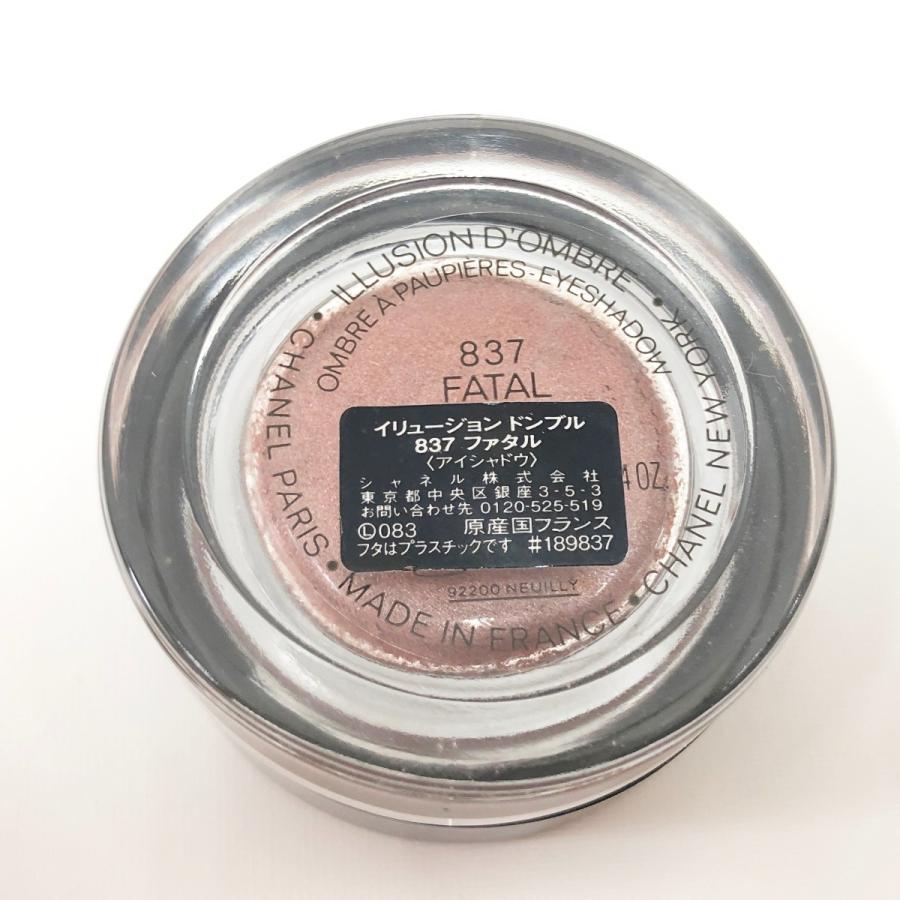 • ILLUSION D'OMBRE •
OMBRE À PAUPIÈRES - EYESHADOW
837
FATAL
イリュージョン ドンブル
837 ファタル
〈アイシャドウ〉
シャネル株式会社
東京都中央区銀座3-5-3
お問い合わせ先 0120-525-519
Ⓛ083 原産国フランス
フタはプラスチックです #189837
4 OZ.
92200 NEUILLY
CHANEL PARIS • MADE IN FRANCE • CHANEL NEW YORK